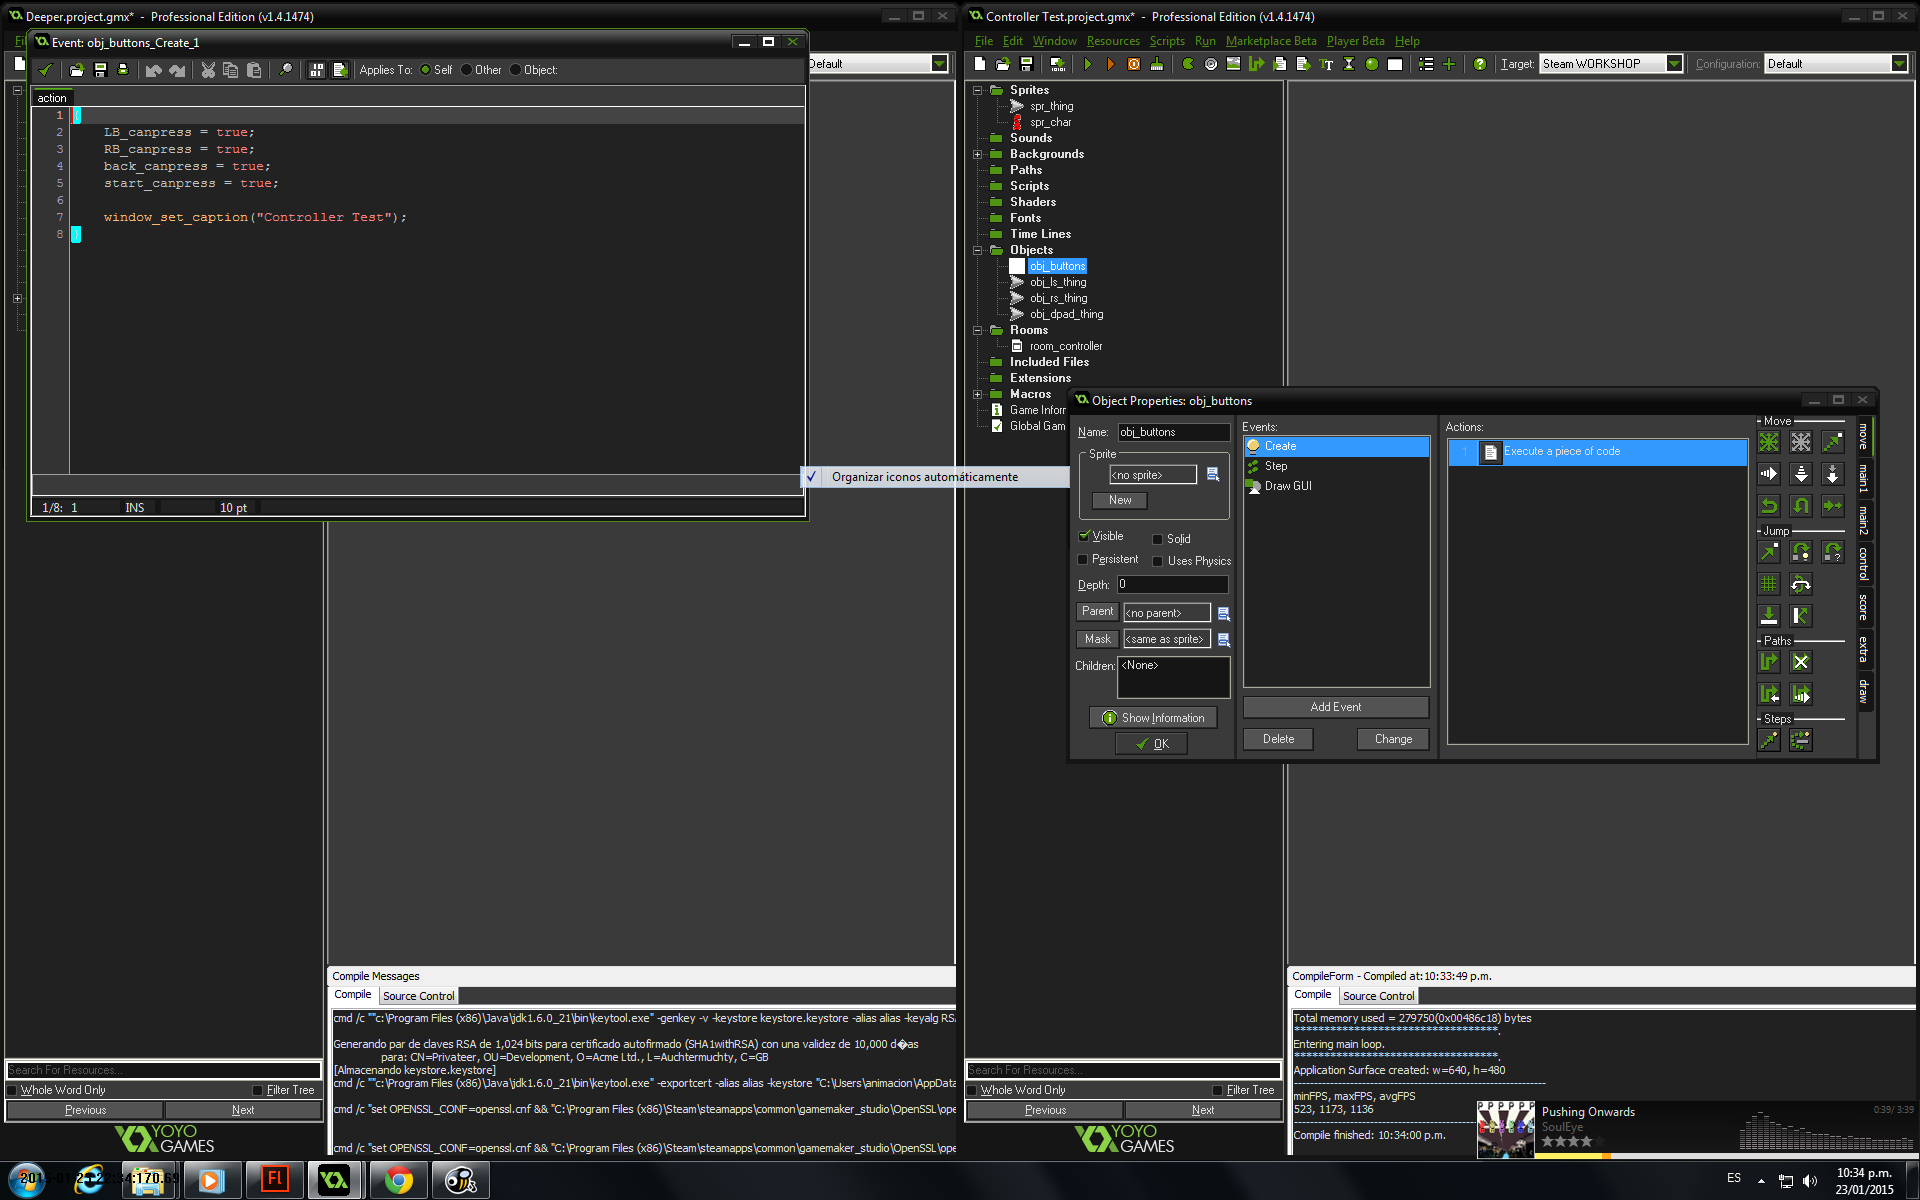 Deeper.project.gmx* - Professional Edition (v1.4.1474)
Event: obj_buttons_Create_1
Applies To: Self Other Object:
Default
action
1 {
2 LB_canpress = true;
3 RB_canpress = true;
4 back_canpress = true;
5 start_canpress = true;
6
7 window_set_caption("Controller Test");
8 }
1/8: 1 INS 10 pt
Organizar iconos automáticamente
Compile Messages
Compile Source Control
cmd /c ""c:\Program Files (x86)\Java\jdk1.6.0_21\bin\keytool.exe" -genkey -v -keystore keystore.keystore -alias alias -keyalg RSA
Generando par de claves RSA de 1,024 bits para certificado autofirmado (SHA1withRSA) con una validez de 10,000 d�as
para: CN=Privateer, OU=Development, O=Acme Ltd., L=Auchtermuchty, C=GB
[Almacenando keystore.keystore]
cmd /c ""c:\Program Files (x86)\Java\jdk1.6.0_21\bin\keytool.exe" -exportcert -alias alias -keystore "C:\Users\animacion\AppData
cmd /c "set OPENSSL_CONF=openssl.cnf && "C:\Program Files (x86)\Steam\steamapps\common\gamemaker_studio\OpenSSL\ope
cmd /c "set OPENSSL_CONF=openssl.cnf && "C:\Program Files (x86)\Steam\steamapps\common\gamemaker_studio\OpenSSL\ope
Search For Resources...
Whole Word Only Filter Tree
Previous Next
YOYO
GAMES
Controller Test.project.gmx* - Professional Edition (v1.4.1474)
File Edit Window Resources Scripts Run Marketplace Beta Player Beta Help
Target: Steam WORKSHOP Configuration: Default
Sprites
spr_thing
spr_char
Sounds
Backgrounds
Paths
Scripts
Shaders
Fonts
Time Lines
Objects
obj_buttons
obj_ls_thing
obj_rs_thing
obj_dpad_thing
Rooms
room_controller
Included Files
Extensions
Macros
Game Infor
Global Gam
Object Properties: obj_buttons
Name: obj_buttons
Sprite
<no sprite>
New
Visible Solid
Persistent Uses Physics
Depth: 0
Parent <no parent>
Mask <same as sprite>
Children: <None>
Show Information
OK
Events:
Create
Step
Draw GUI
Add Event
Delete Change
Actions:
1 Execute a piece of code
Move
Jump
Paths
Steps
move
main1
main2
control
score
extra
draw
CompileForm - Compiled at: 10:33:49 p.m.
Compile Source Control
Total memory used = 279750(0x00486c18) bytes
***********************************.
Entering main loop.
***********************************.
Application Surface created: w=640, h=480
minFPS, maxFPS, avgFPS
523, 1173, 1136
Compile finished: 10:34:00 p.m.
Search For Resources...
Whole Word Only Filter Tree
Previous Next
YOYO
GAMES
Pushing Onwards
SoulEye
0:39/ 3:39
Fl
ES
10:34 p.m.
23/01/2015